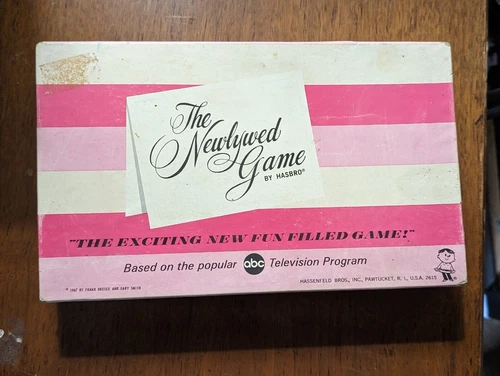 The
Newlywed
Game
BY HASBRO®
"THE EXCITING NEW FUN FILLED GAME!"
Based on the popular abc Television Program
HASSENFELD BROS., INC., PAWTUCKET, R. I., U.S.A. 2615